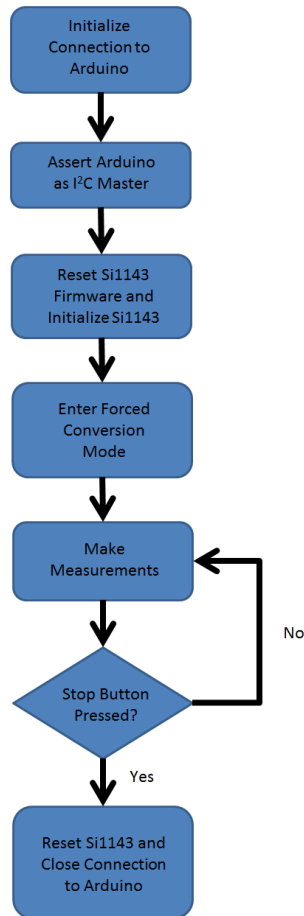 Initialize
Connection to
Arduino
Assert Arduino
as I²C Master
Reset Si1143
Firmware and
Initialize Si1143
Enter Forced
Conversion
Mode
Make
Measurements
No
Stop Button
Pressed?
Yes
Reset Si1143 and
Close Connection
to Arduino